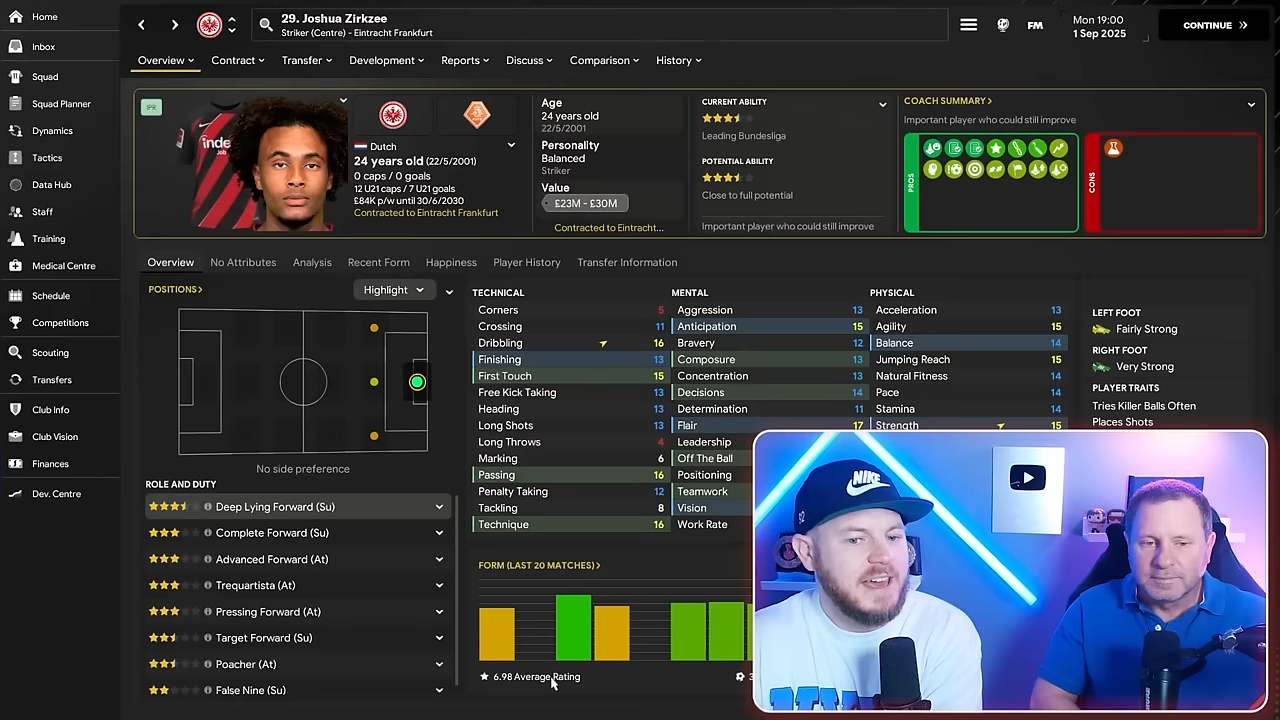 Home
Inbox
Squad
Squad Planner
Dynamics
Tactics
Data Hub
Staff
Training
Medical Centre
Schedule
Competitions
Scouting
Transfers
Club Info
Club Vision
Finances
Dev. Centre
29. Joshua Zirkzee
Striker (Centre) - Eintracht Frankfurt
FM
Mon 19:00
1 Sep 2025
CONTINUE
Overview Contract Transfer Development Reports Discuss Comparison History
IPR
inde
Job
Dutch
24 years old (22/5/2001)
0 caps / 0 goals
12 U21 caps / 7 U21 goals
£84K p/w until 30/6/2030
Contracted to Eintracht Frankfurt
Age
24 years old
22/5/2001
Personality
Balanced
Striker
Value
£23M - £30M
Contracted to Eintracht...
CURRENT ABILITY
Leading Bundesliga
POTENTIAL ABILITY
Close to full potential
Important player who could still improve
COACH SUMMARY >
Important player who could still improve
PROS
CONS
Overview No Attributes Analysis Recent Form Happiness Player History Transfer Information
POSITIONS >
Highlight
No side preference
ROLE AND DUTY
Deep Lying Forward (Su)
Complete Forward (Su)
Advanced Forward (At)
Trequartista (At)
Pressing Forward (At)
Target Forward (Su)
Poacher (At)
False Nine (Su)
TECHNICAL
Corners 5
Crossing 11
Dribbling 16
Finishing 13
First Touch 15
Free Kick Taking 13
Heading 13
Long Shots 13
Long Throws 4
Marking 6
Passing 16
Penalty Taking 12
Tackling 8
Technique 16
MENTAL
Aggression 13
Anticipation 15
Bravery 12
Composure 13
Concentration 13
Decisions 14
Determination 11
Flair 17
Leadership
Off The Ball
Positioning
Teamwork
Vision
Work Rate
PHYSICAL
Acceleration 13
Agility 15
Balance 14
Jumping Reach 15
Natural Fitness 14
Pace 14
Stamina 14
Strength 15
LEFT FOOT
Fairly Strong
RIGHT FOOT
Very Strong
PLAYER TRAITS
Tries Killer Balls Often
Places Shots
FORM (LAST 20 MATCHES) >
6.98 Average Rating
NIKE